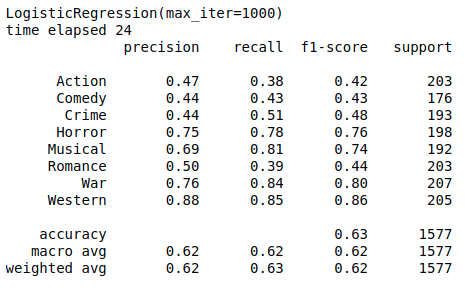 LogisticRegression(max_iter=1000)
time elapsed 24
precision recall f1-score support
Action 0.47 0.38 0.42 203
Comedy 0.44 0.43 0.43 176
Crime 0.44 0.51 0.48 193
Horror 0.75 0.78 0.76 198
Musical 0.69 0.81 0.74 192
Romance 0.50 0.39 0.44 203
War 0.76 0.84 0.80 207
Western 0.88 0.85 0.86 205
accuracy 0.63 1577
macro avg 0.62 0.62 0.62 1577
weighted avg 0.62 0.63 0.62 1577